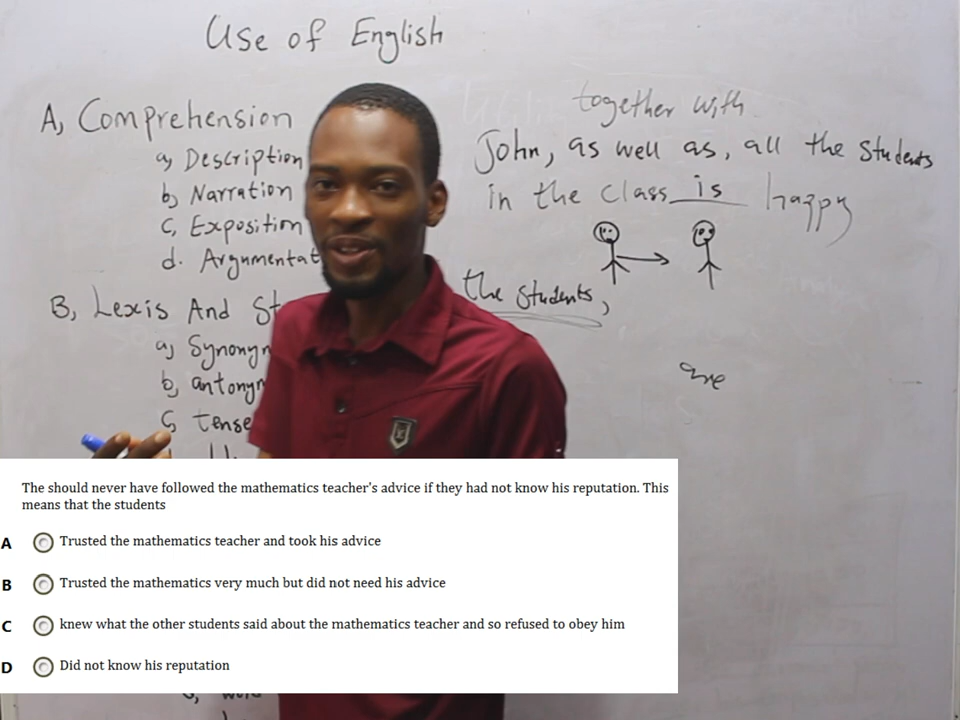 Use of English
A, Comprehension
a, Description
b, Narration
c, Exposition
d. Argumentat
B, Lexis And St
a, Synonym
b, antonym
c, tense
together with
John, as well as, all the students
in the class is happy
the students,
are
The should never have followed the mathematics teacher's advice if they had not know his reputation. This
means that the students
A Trusted the mathematics teacher and took his advice
B Trusted the mathematics very much but did not need his advice
C knew what the other students said about the mathematics teacher and so refused to obey him
D Did not know his reputation